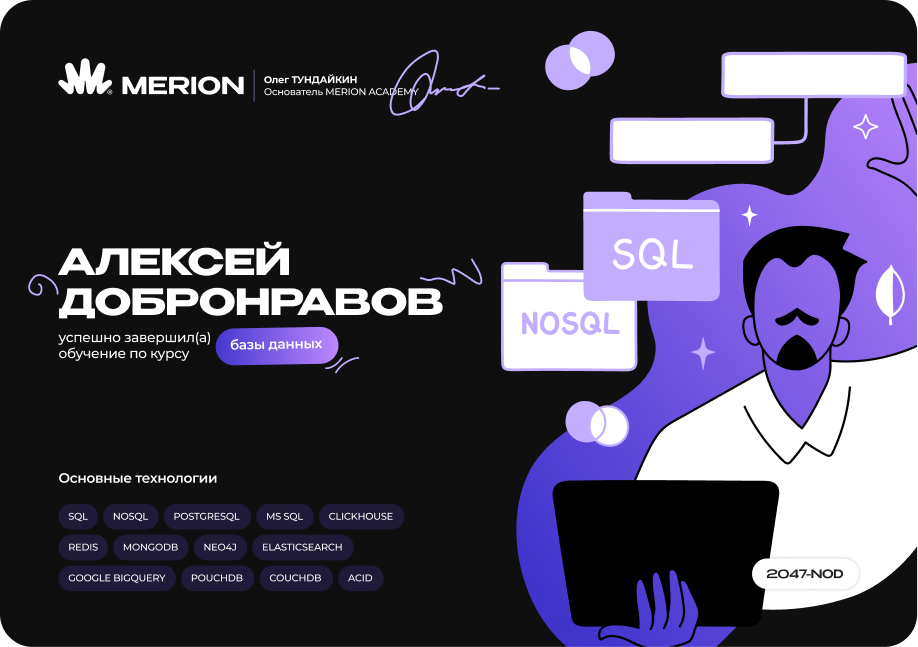 MERION
Олег ТУНДАЙКИН
Основатель MERION ACADEMY
SQL
NOSQL
АЛЕКСЕЙ
ДОБРОНРАВОВ
успешно завершил(а)
обучение по курсу
базы данных
Основные технологии
SQL NOSQL POSTGRESQL MS SQL CLICKHOUSE
REDIS MONGODB NEO4J ELASTICSEARCH
GOOGLE BIGQUERY POUCHDB COUCHDB ACID
2047-NOD